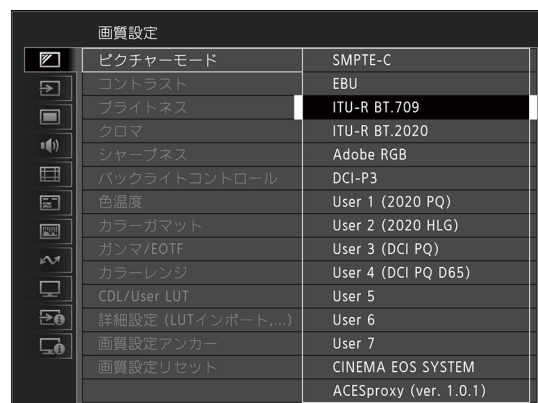 画質設定
ピクチャーモード
コントラスト
ブライトネス
クロマ
シャープネス
バックライトコントロール
色温度
カラーガマット
ガンマ/EOTF
カラーレンジ
CDL/User LUT
詳細設定 (LUTインポート,...)
画質設定アンカー
画質設定リセット
SMPTE-C
EBU
ITU-R BT.709
ITU-R BT.2020
Adobe RGB
DCI-P3
User 1 (2020 PQ)
User 2 (2020 HLG)
User 3 (DCI PQ)
User 4 (DCI PQ D65)
User 5
User 6
User 7
CINEMA EOS SYSTEM
ACESproxy (ver. 1.0.1)